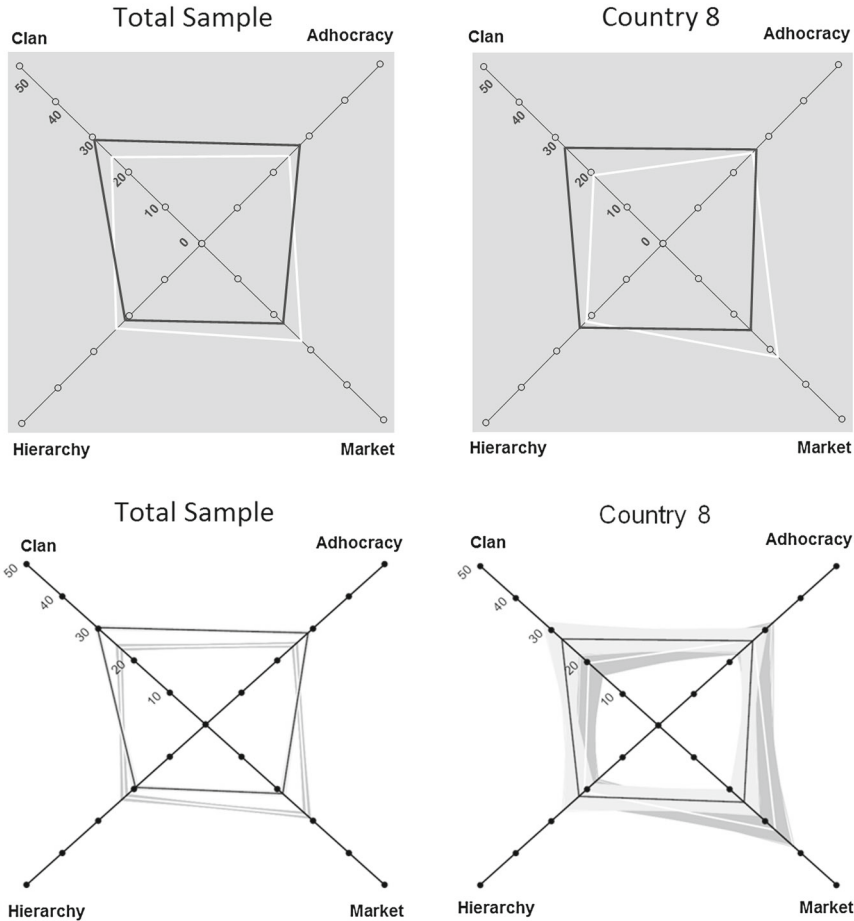 Total Sample
Clan
Adhocracy
50
40
30
20
10
0
Hierarchy
Market
Country 8
Clan
Adhocracy
50
40
30
20
10
0
Hierarchy
Market
Total Sample
Clan
Adhocracy
50
40
30
20
10
Hierarchy
Market
Country 8
Clan
Adhocracy
50
40
30
20
10
Hierarchy
Market